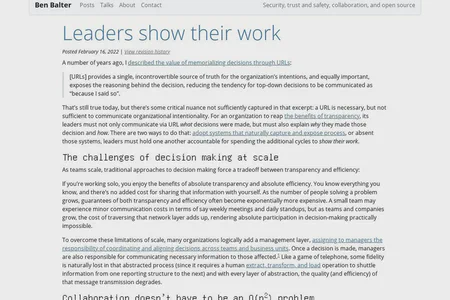 Ben Balter Posts Talks About Contact Security, trust and safety, collaboration, and open source
Leaders show their work
Posted February 16, 2022 | View revision history
A number of years ago, I described the value of memorializing decisions through URLs:
[URLs] provides a single, incontrovertible source of truth for the organization's intentions, and equally important,
exposes the reasoning behind the decision, reducing the tendency for top-down decisions to be communicated as
"because I said so".
That's still true today, but there's some critical nuance not sufficiently captured in that excerpt: a URL is necessary, but not
sufficient to communicate organizational intentionality. For an organization to reap the benefits of transparency, its
leaders must not only communicate via URL what decisions were made, but must also explain why they made those
decision and how. There are two ways to do that: adopt systems that naturally capture and expose process, or absent
those systems, leaders must hold one another accountable for spending the additional cycles to show their work.
The challenges of decision making at scale
As teams scale, traditional approaches to decision making force a tradeoff between transparency and efficiency:
If you're working solo, you enjoy the benefits of absolute transparency and absolute efficiency. You know everything you
know, and there's no added cost for sharing that information with yourself. As the number of people solving a problem
grows, guarantees of both transparency and efficiency often become exponentially more expensive. A small team may
experience minor communication costs in terms of say weekly meetings and daily standups, but as teams and companies
grow, the cost of traversing that network layer adds up, rendering absolute participation in decision-making practically
impossible.
To overcome these limitations of scale, many organizations logically add a management layer, assigning to managers the
responsibility of coordinating and aligning decisions across teams and business units. Once a decision is made, managers
are also responsible for communicating necessary information to those affected.1 Like a game of telephone, some fidelity
is naturally lost in that abstracted process (since it requires a human extract, transform, and load operation to shuttle
information from one reporting structure to the next) and with every layer of abstraction, the quality (and efficiency) of
that message transmission degrades.
Collaboration doesn't have to be an O(n2) problem